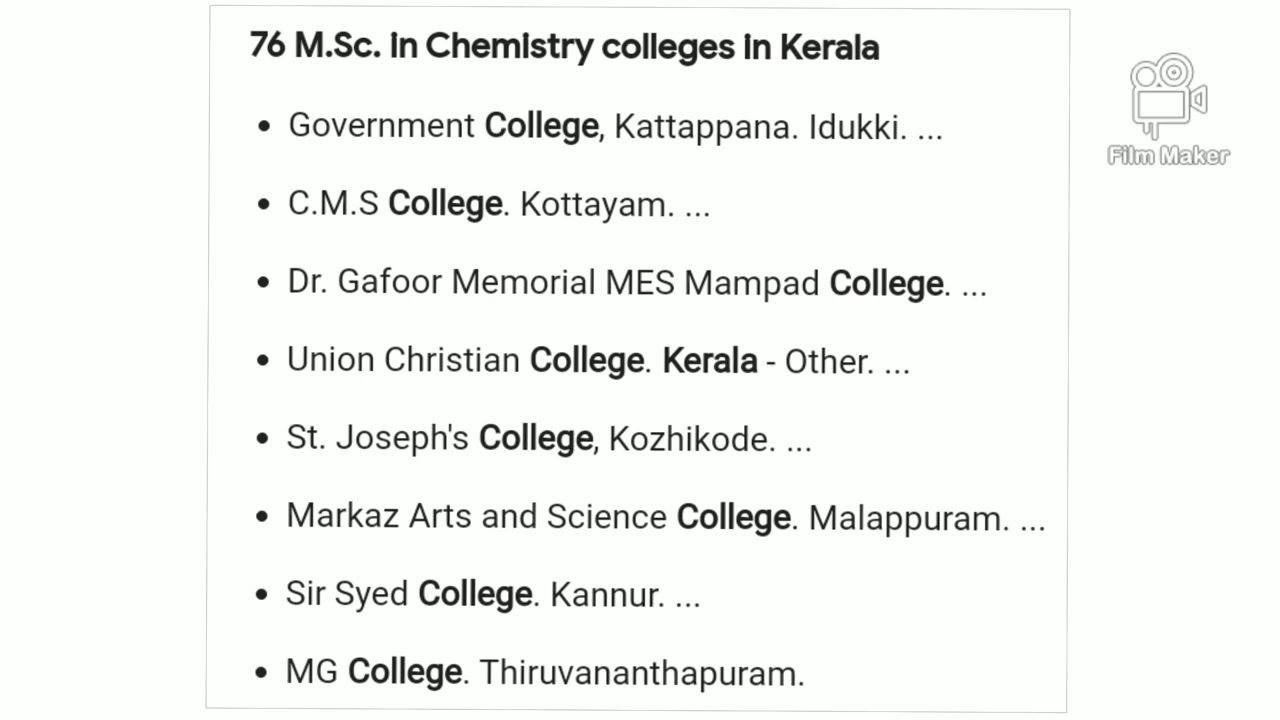 76 M.Sc. in Chemistry colleges in Kerala
• Government College, Kattappana. Idukki. ...
• C.M.S College. Kottayam. ...
• Dr. Gafoor Memorial MES Mampad College. ...
• Union Christian College. Kerala - Other. ...
• St. Joseph's College, Kozhikode. ...
• Markaz Arts and Science College. Malappuram. ...
• Sir Syed College. Kannur. ...
• MG College. Thiruvananthapuram.
Film Maker